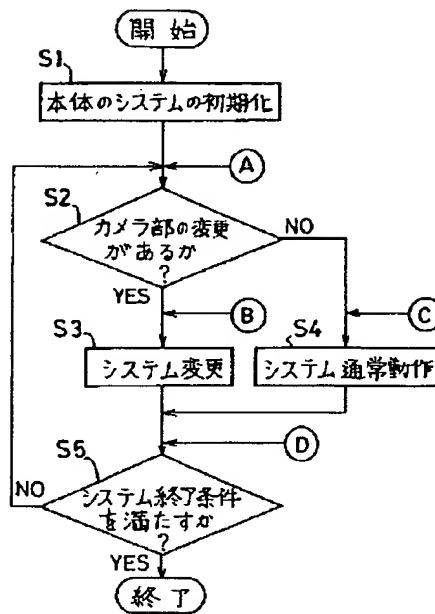 開始
S1
本体のシステムの初期化
A
S2
カメラ部の変更
があるか
?
NO
YES
B
C
S3
システム変更
S4
システム通常動作
D
S5
システム終了条件
を満たすか
?
NO
YES
終了